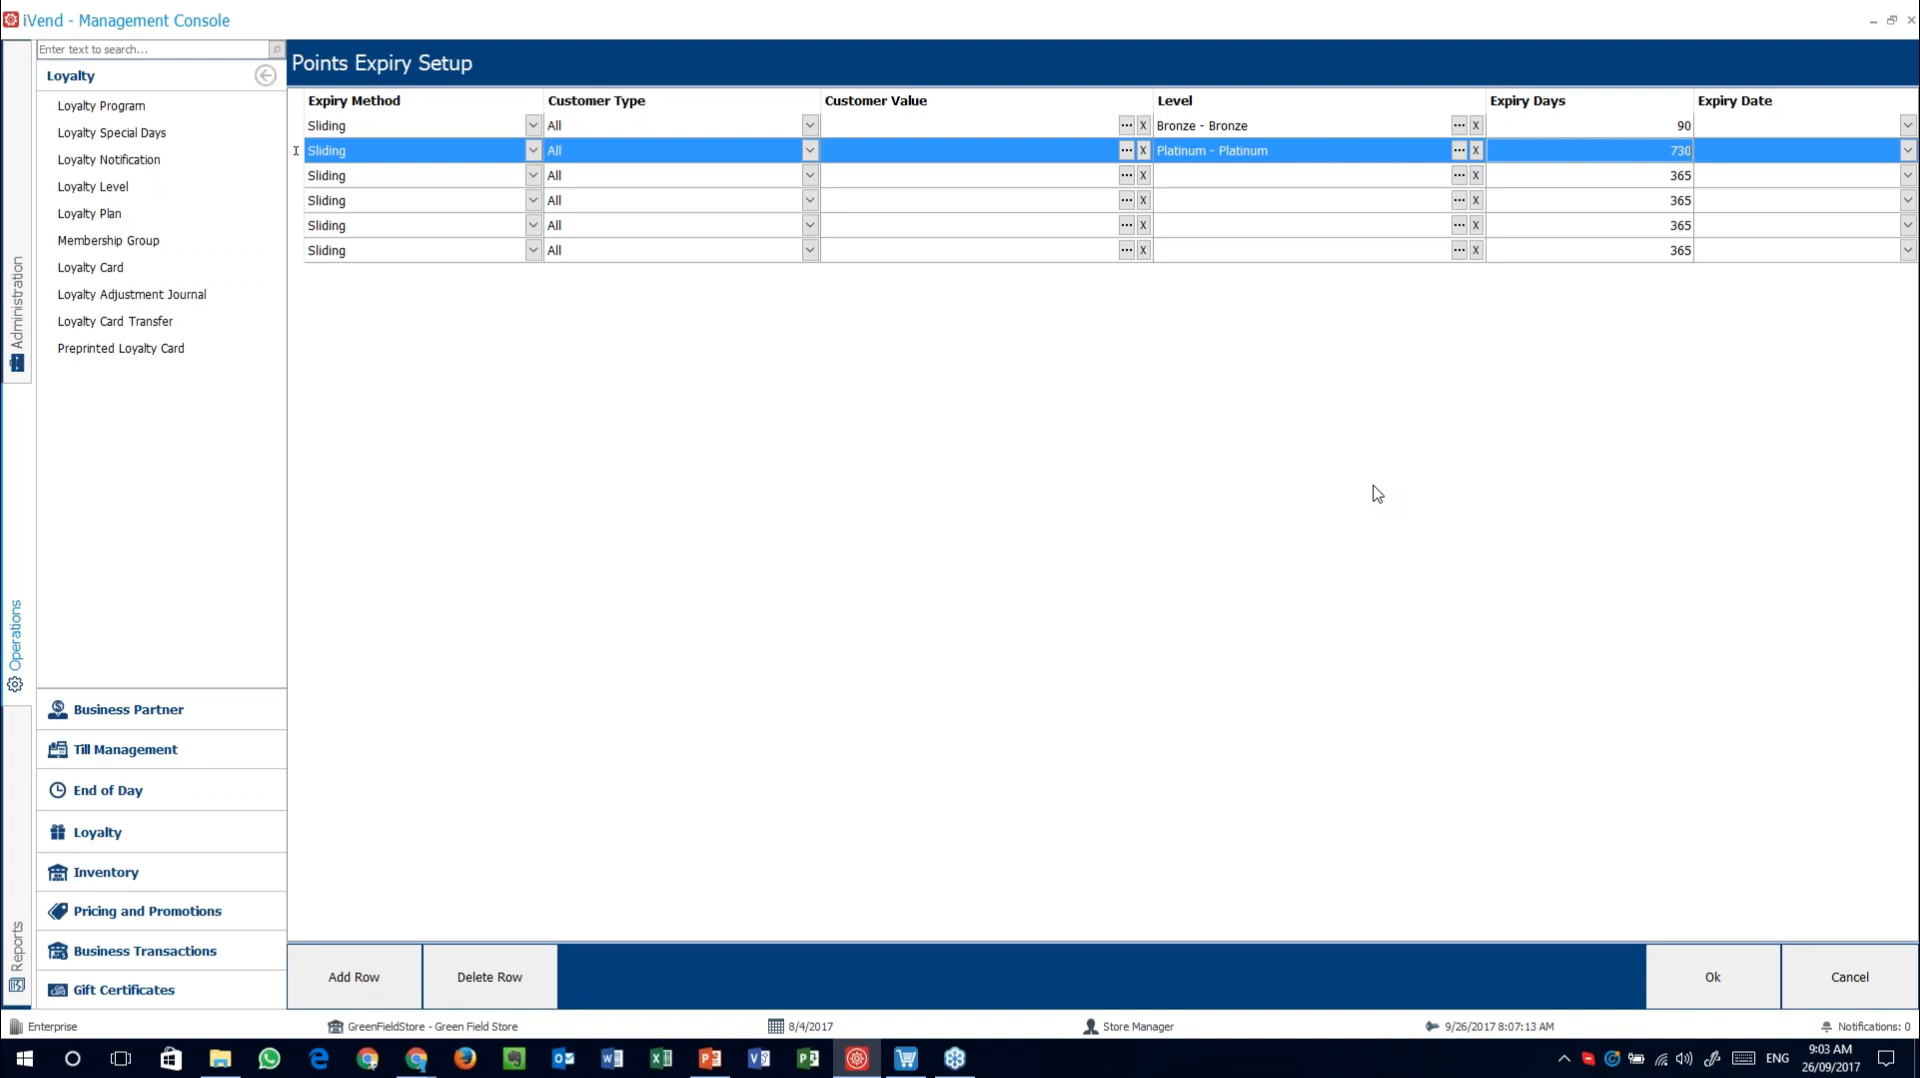 iVend - Management Console
Enter text to search...
Points Expiry Setup
Loyalty
Loyalty Program
Loyalty Special Days
Loyalty Notification
Loyalty Level
Loyalty Plan
Membership Group
Loyalty Card
Loyalty Adjustment Journal
Loyalty Card Transfer
Preprinted Loyalty Card
Administration
Operations
Reports
Business Partner
Till Management
End of Day
Loyalty
Inventory
Pricing and Promotions
Business Transactions
Gift Certificates
Expiry Method Customer Type Customer Value Level Expiry Days Expiry Date
Sliding All ... X Bronze - Bronze ... X 90
Sliding All ... X Platinum - Platinum ... X 730
Sliding All ... X ... X 365
Sliding All ... X ... X 365
Sliding All ... X ... X 365
Sliding All ... X ... X 365
Add Row Delete Row Ok Cancel
Enterprise GreenFieldStore - Green Field Store 8/4/2017 Store Manager 9/26/2017 8:07:13 AM Notifications: 0
ENG 9:03 AM
26/09/2017